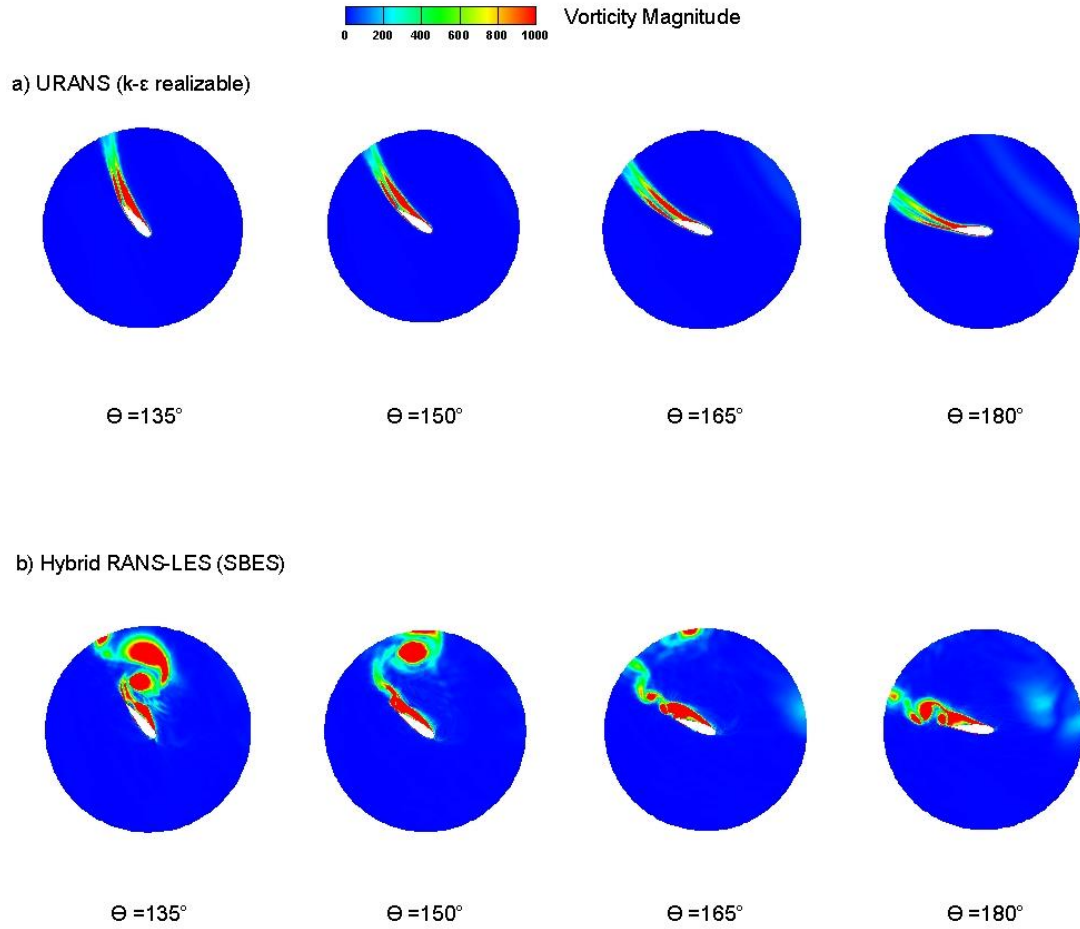 Vorticity Magnitude
0 200 400 600 800 1000
a) URANS (k-ε realizable)
Θ =135° Θ =150° Θ =165° Θ =180°
b) Hybrid RANS-LES (SBES)
Θ =135° Θ =150° Θ =165° Θ =180°